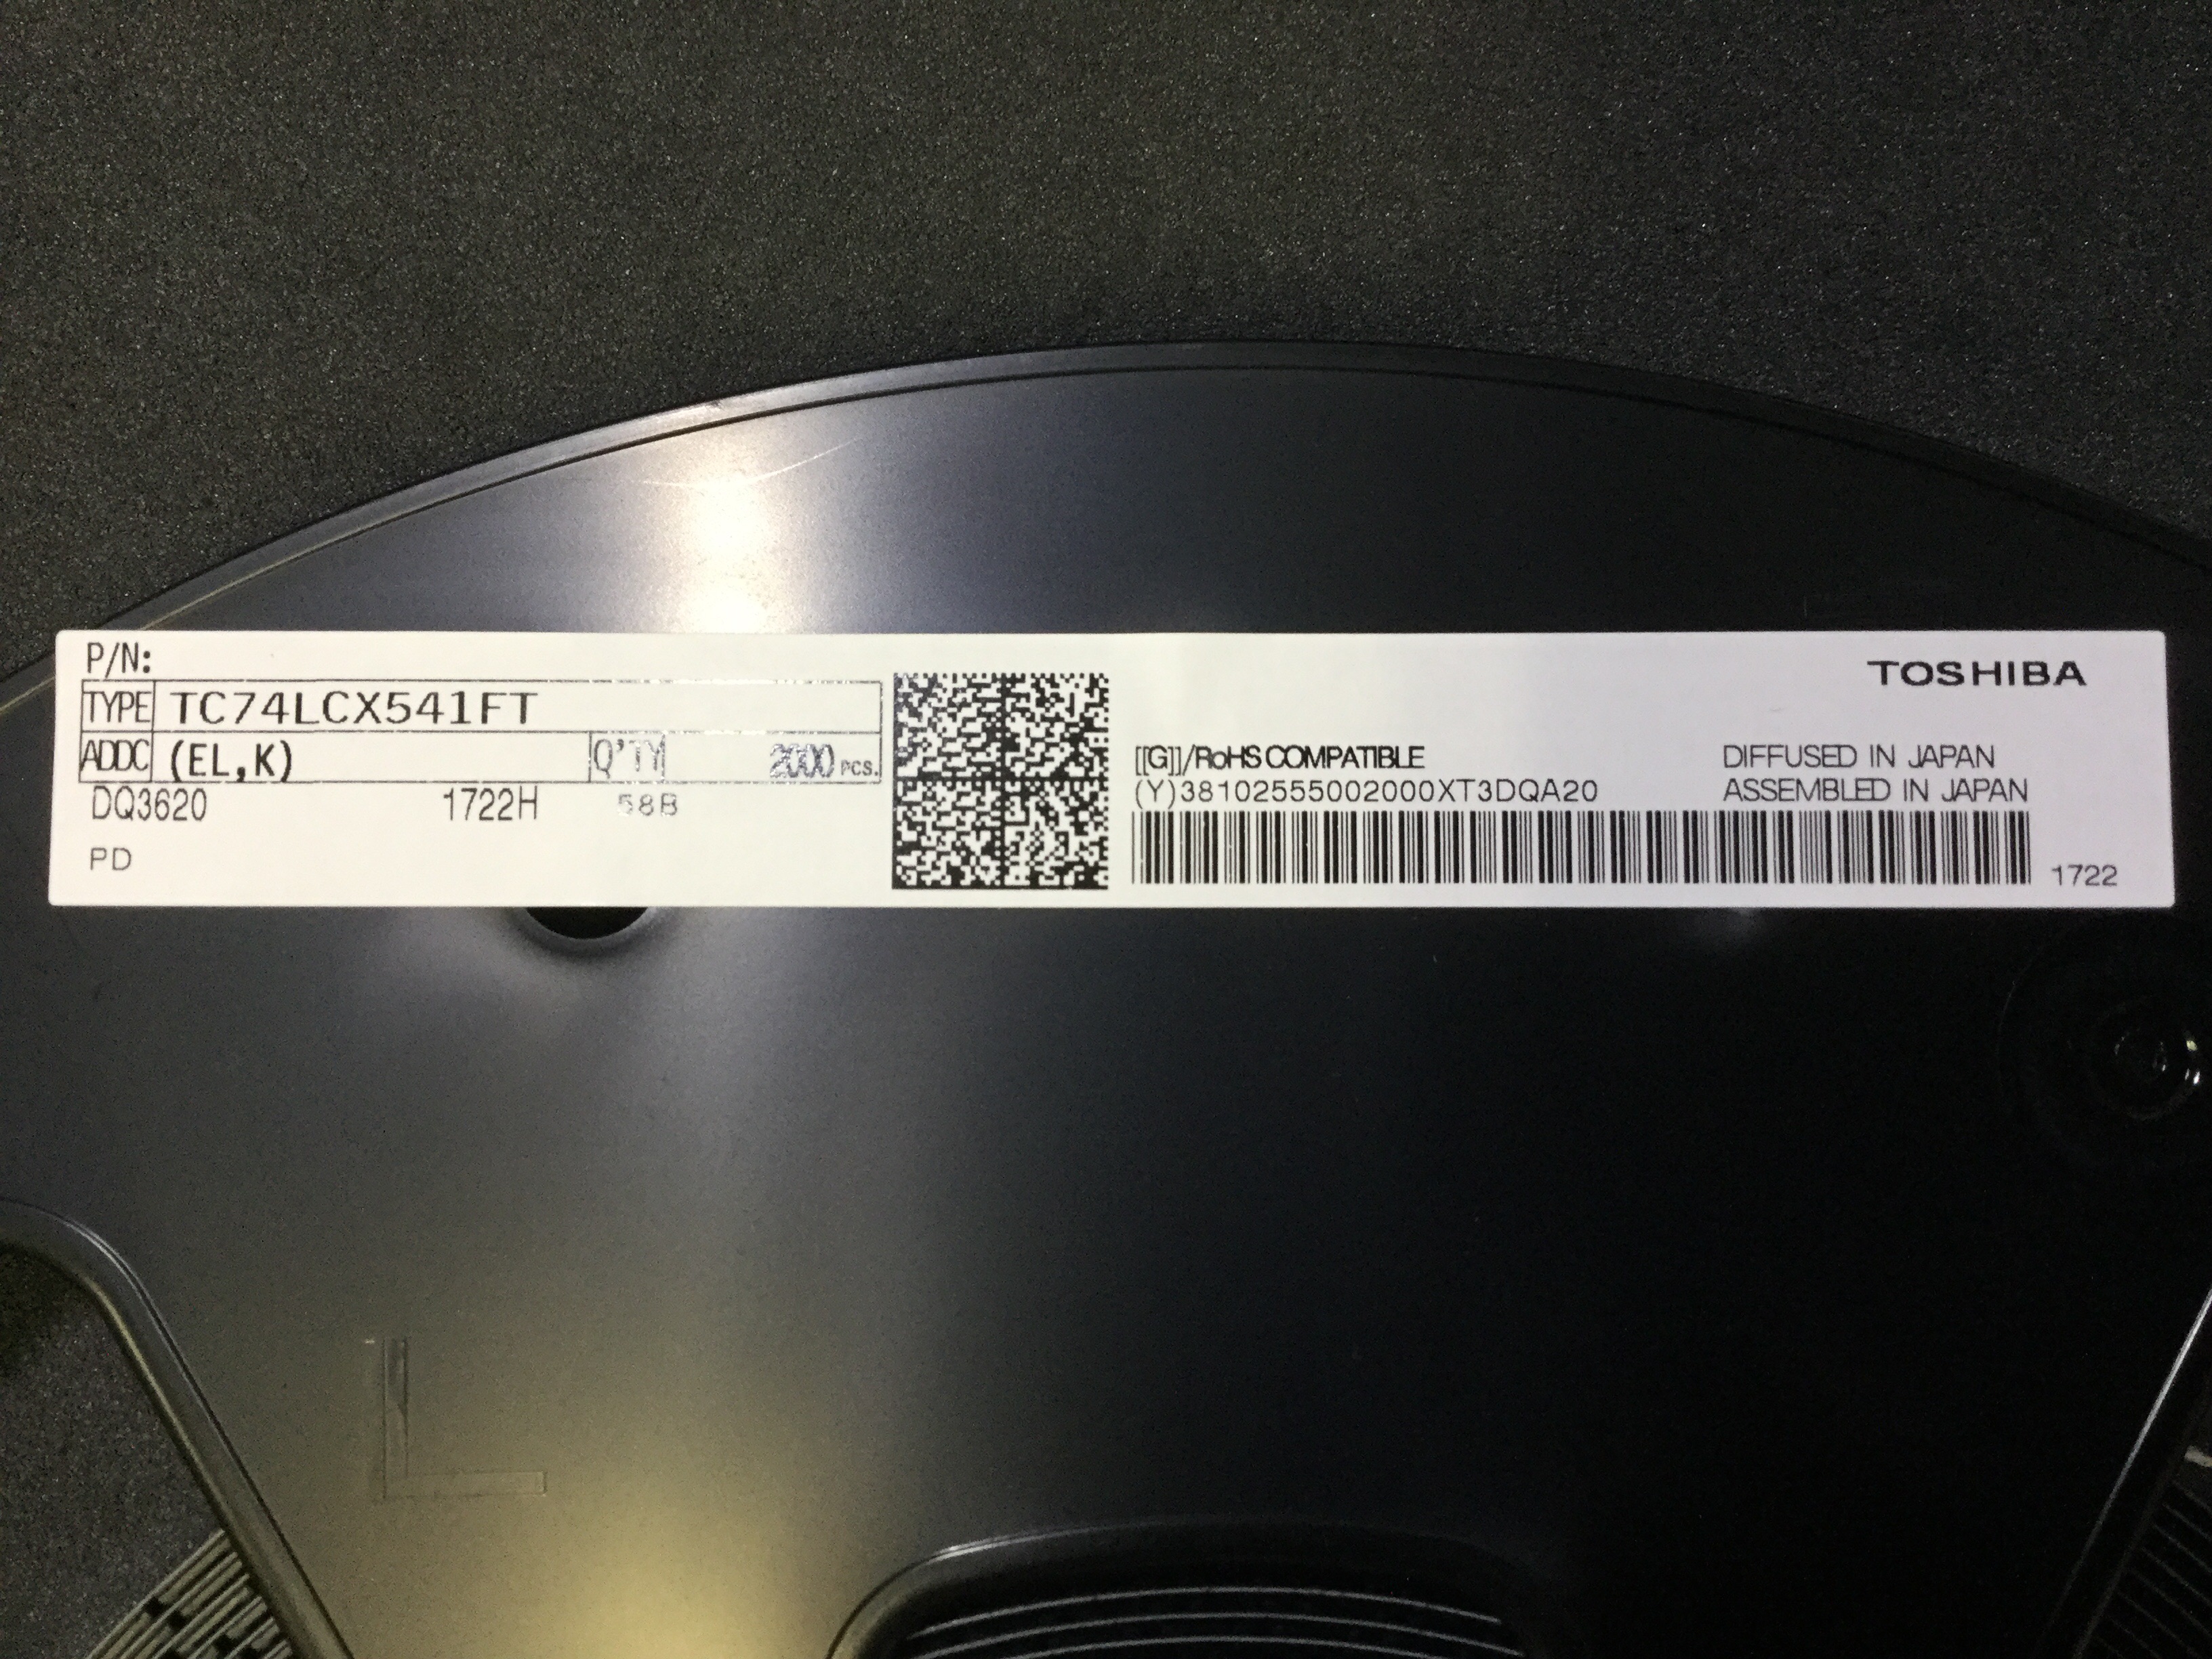 P/N:
TOSHIBA
TYPE TC74LCX541FT
ADDC (EL,K) Q'TY 2000 PCS.
DQ3620 1722H 58B
PD
[[G]]/RoHS COMPATIBLE
(Y)38102555002000XT3DQA20
DIFFUSED IN JAPAN
ASSEMBLED IN JAPAN
1722
L